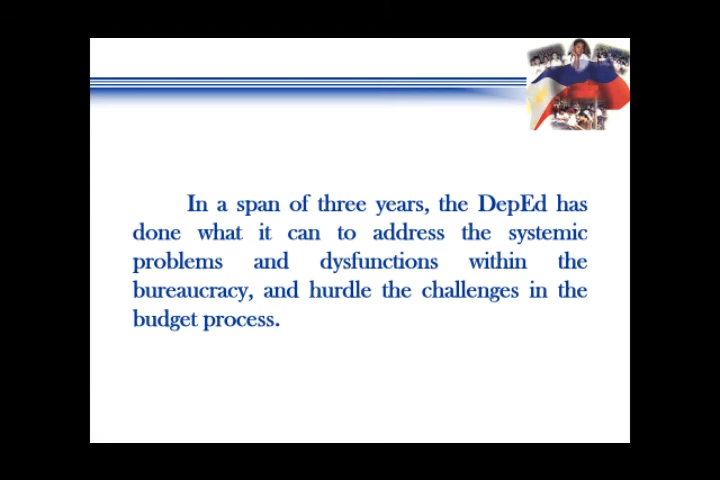 In a span of three years, the DepEd has
done what it can to address the systemic
problems and dysfunctions within the
bureaucracy, and hurdle the challenges in the
budget process.